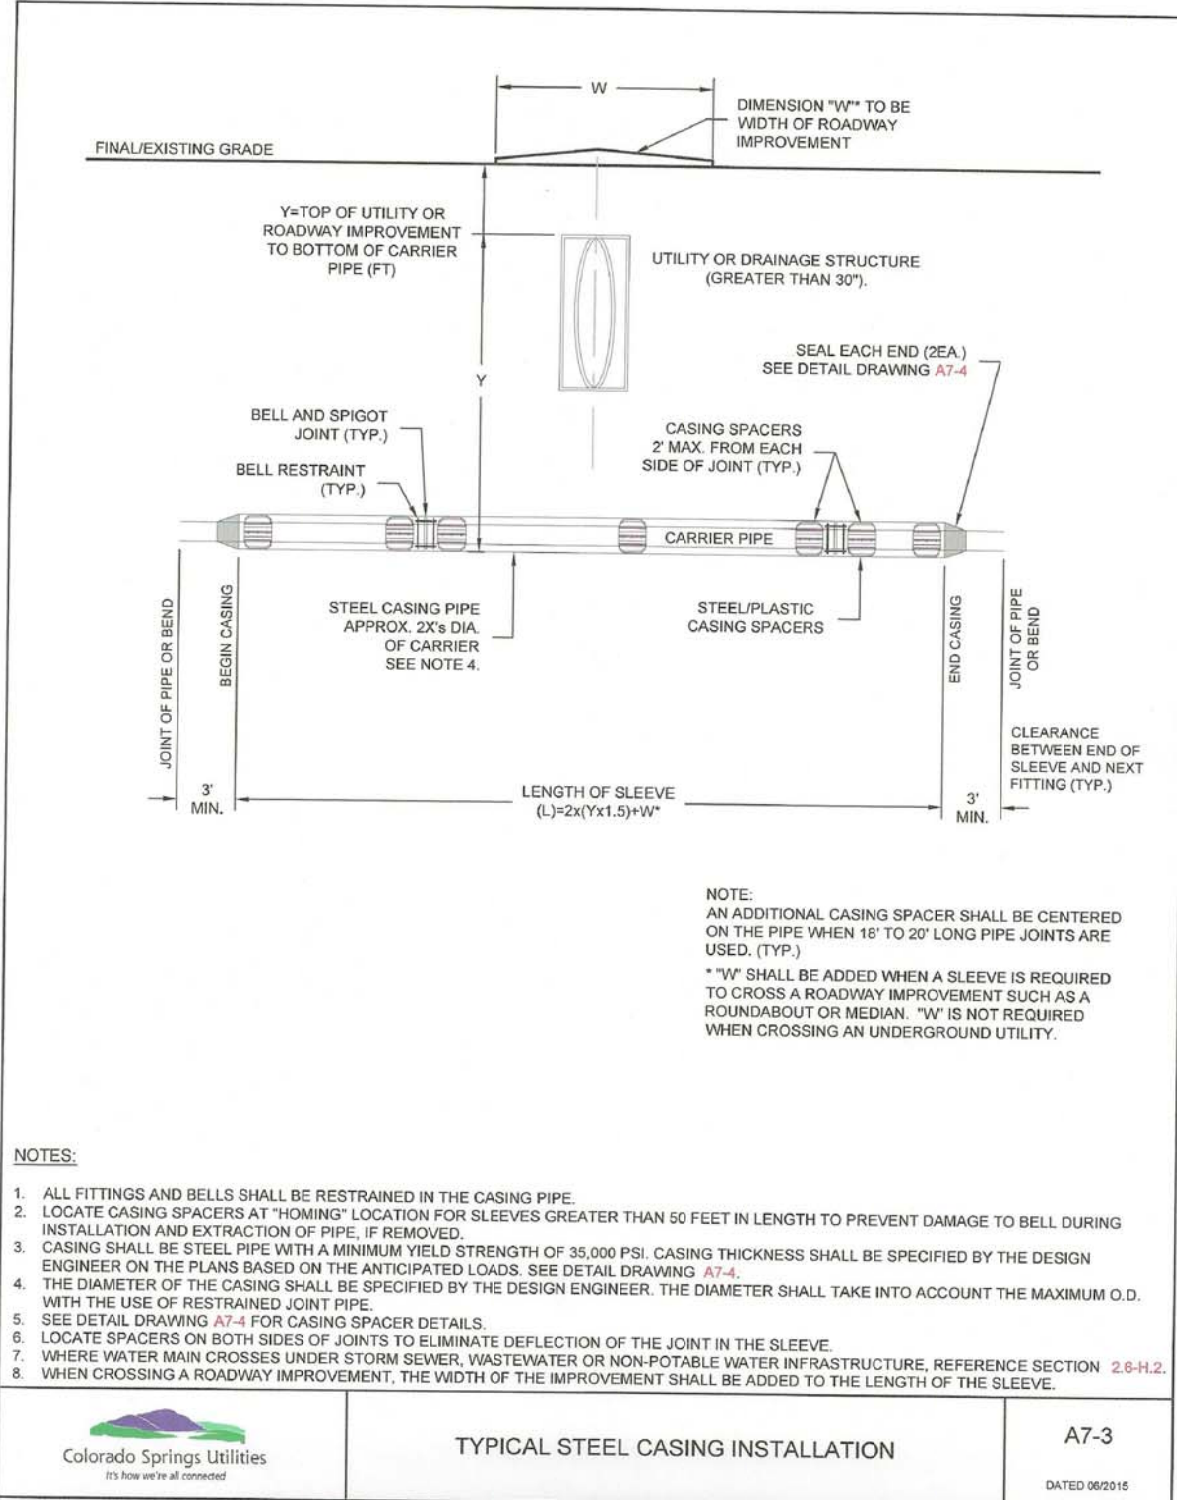 W
DIMENSION "W"* TO BE
WIDTH OF ROADWAY
IMPROVEMENT
FINAL/EXISTING GRADE
Y=TOP OF UTILITY OR
ROADWAY IMPROVEMENT
TO BOTTOM OF CARRIER
PIPE (FT)
UTILITY OR DRAINAGE STRUCTURE
(GREATER THAN 30").
SEAL EACH END (2EA.)
SEE DETAIL DRAWING A7-4
Y
BELL AND SPIGOT
JOINT (TYP.)
CASING SPACERS
2' MAX. FROM EACH
SIDE OF JOINT (TYP.)
BELL RESTRAINT
(TYP.)
CARRIER PIPE
STEEL CASING PIPE
APPROX. 2X's DIA.
OF CARRIER
SEE NOTE 4.
STEEL/PLASTIC
CASING SPACERS
JOINT OF PIPE OR BEND
BEGIN CASING
END CASING
JOINT OF PIPE
OR BEND
CLEARANCE
BETWEEN END OF
SLEEVE AND NEXT
FITTING (TYP.)
3'
MIN.
LENGTH OF SLEEVE
(L)=2x(Yx1.5)+W*
3'
MIN.
NOTE:
AN ADDITIONAL CASING SPACER SHALL BE CENTERED
ON THE PIPE WHEN 18' TO 20' LONG PIPE JOINTS ARE
USED. (TYP.)
* "W" SHALL BE ADDED WHEN A SLEEVE IS REQUIRED
TO CROSS A ROADWAY IMPROVEMENT SUCH AS A
ROUNDABOUT OR MEDIAN. "W" IS NOT REQUIRED
WHEN CROSSING AN UNDERGROUND UTILITY.
NOTES:
1. ALL FITTINGS AND BELLS SHALL BE RESTRAINED IN THE CASING PIPE.
2. LOCATE CASING SPACERS AT "HOMING" LOCATION FOR SLEEVES GREATER THAN 50 FEET IN LENGTH TO PREVENT DAMAGE TO BELL DURING
INSTALLATION AND EXTRACTION OF PIPE, IF REMOVED.
3. CASING SHALL BE STEEL PIPE WITH A MINIMUM YIELD STRENGTH OF 35,000 PSI. CASING THICKNESS SHALL BE SPECIFIED BY THE DESIGN
ENGINEER ON THE PLANS BASED ON THE ANTICIPATED LOADS. SEE DETAIL DRAWING A7-4.
4. THE DIAMETER OF THE CASING SHALL BE SPECIFIED BY THE DESIGN ENGINEER. THE DIAMETER SHALL TAKE INTO ACCOUNT THE MAXIMUM O.D.
WITH THE USE OF RESTRAINED JOINT PIPE.
5. SEE DETAIL DRAWING A7-4 FOR CASING SPACER DETAILS.
6. LOCATE SPACERS ON BOTH SIDES OF JOINTS TO ELIMINATE DEFLECTION OF THE JOINT IN THE SLEEVE.
7. WHERE WATER MAIN CROSSES UNDER STORM SEWER, WASTEWATER OR NON-POTABLE WATER INFRASTRUCTURE, REFERENCE SECTION 2.6-H.2.
8. WHEN CROSSING A ROADWAY IMPROVEMENT, THE WIDTH OF THE IMPROVEMENT SHALL BE ADDED TO THE LENGTH OF THE SLEEVE.
Colorado Springs Utilities
It's how we're all connected
TYPICAL STEEL CASING INSTALLATION
A7-3
DATED 06/2015